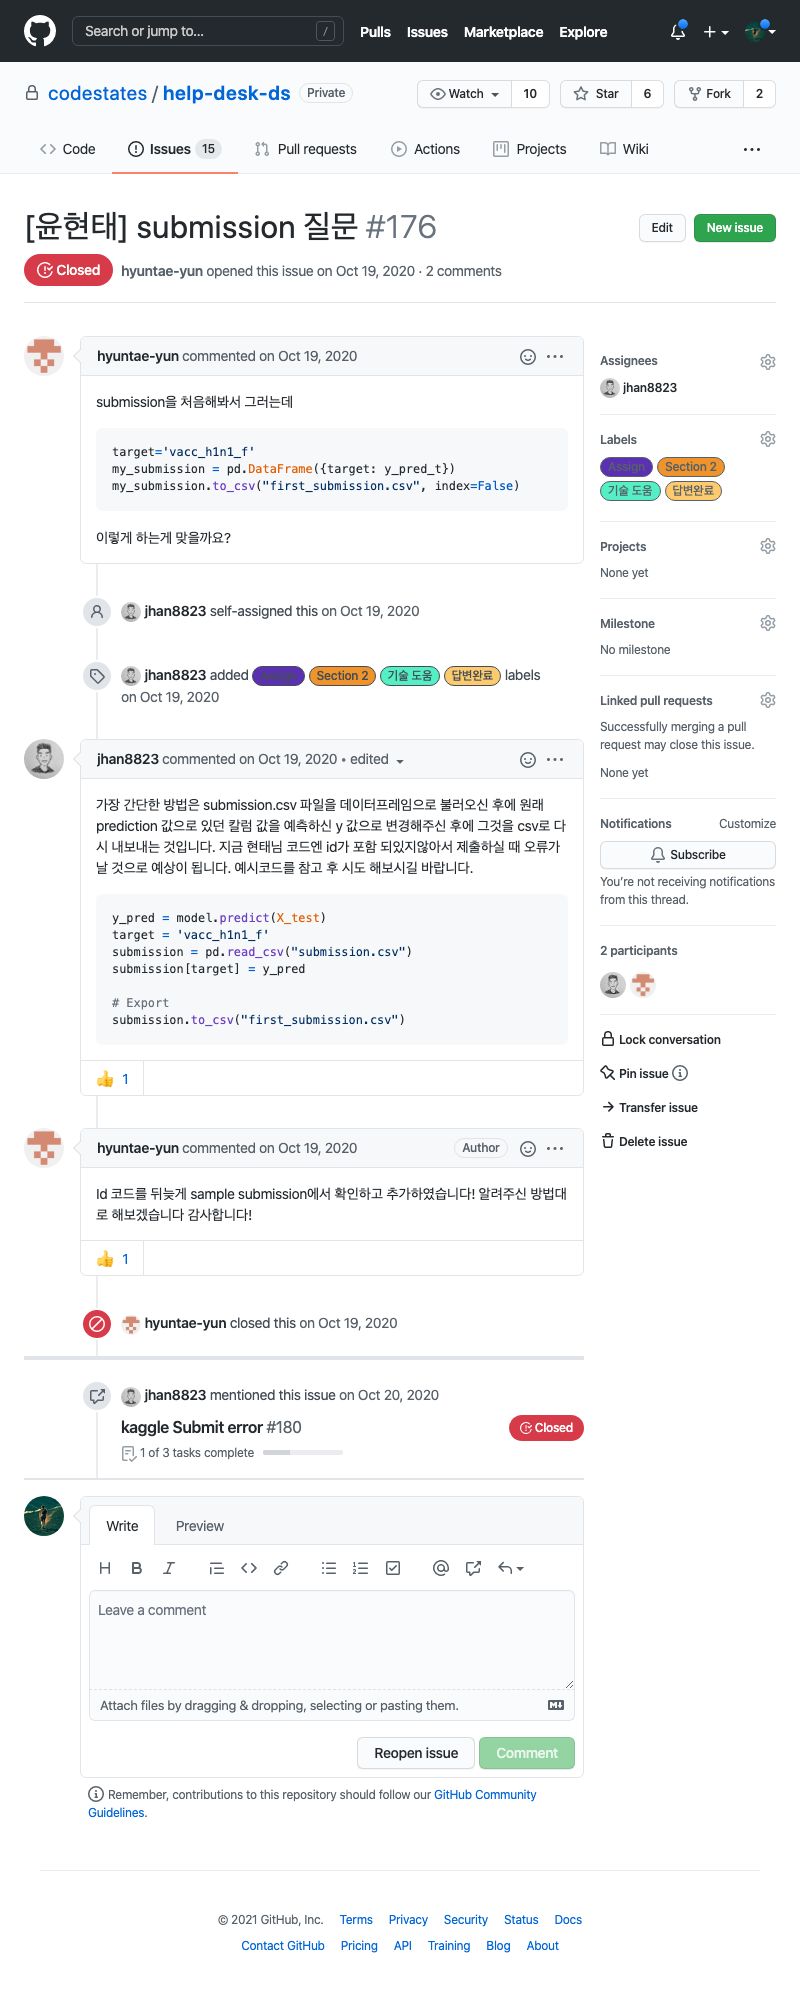 Search or jump to...
/
Pulls
Issues
Marketplace
Explore
codestates / help-desk-ds
Private
Watch
10
Star
6
Fork
2
Code
Issues 15
Pull requests
Actions
Projects
Wiki
[윤현태] submission 질문 #176
Edit
New issue
Closed
hyuntae-yun opened this issue on Oct 19, 2020 · 2 comments
hyuntae-yun commented on Oct 19, 2020
submission을 처음해봐서 그러는데
target='vacc_h1n1_f'
my_submission = pd.DataFrame({target: y_pred_t})
my_submission.to_csv("first_submission.csv", index=False)
이렇게 하는게 맞을까요?
jhan8823 self-assigned this on Oct 19, 2020
jhan8823 added Assign Section 2 기술 도움 답변완료 labels
on Oct 19, 2020
jhan8823 commented on Oct 19, 2020 • edited
가장 간단한 방법은 submission.csv 파일을 데이터프레임으로 불러오신 후에 원래
prediction 값으로 있던 칼럼 값을 예측하신 y 값으로 변경해주신 후에 그것을 csv로 다
시 내보내는 것입니다. 지금 현태님 코드엔 id가 포함 되있지않아서 제출하실 때 오류가
날 것으로 예상이 됩니다. 예시코드를 참고 후 시도 해보시길 바랍니다.
y_pred = model.predict(X_test)
target = 'vacc_h1n1_f'
submission = pd.read_csv("submission.csv")
submission[target] = y_pred
# Export
submission.to_csv("first_submission.csv")
1
hyuntae-yun commented on Oct 19, 2020
Author
Id 코드를 뒤늦게 sample submission에서 확인하고 추가하였습니다! 알려주신 방법대
로 해보겠습니다 감사합니다!
1
hyuntae-yun closed this on Oct 19, 2020
jhan8823 mentioned this issue on Oct 20, 2020
kaggle Submit error #180
Closed
1 of 3 tasks complete
Write
Preview
H B I
Leave a comment
Attach files by dragging & dropping, selecting or pasting them.
Reopen issue
Comment
Remember, contributions to this repository should follow our GitHub Community
Guidelines.
Assignees
jhan8823
Labels
Assign
Section 2
기술 도움
답변완료
Projects
None yet
Milestone
No milestone
Linked pull requests
Successfully merging a pull
request may close this issue.
None yet
Notifications
Customize
Subscribe
You're not receiving notifications
from this thread.
2 participants
Lock conversation
Pin issue
Transfer issue
Delete issue
© 2021 GitHub, Inc.
Terms
Privacy
Security
Status
Docs
Contact GitHub
Pricing
API
Training
Blog
About